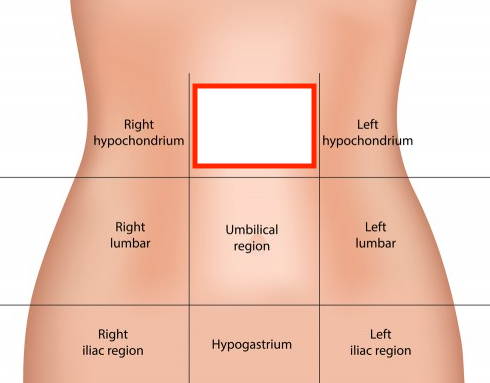 Right
hypochondrium
Left
hypochondrium
Right
lumbar
Umbilical
region
Left
lumbar
Right
iliac region
Hypogastrium
Left
iliac region